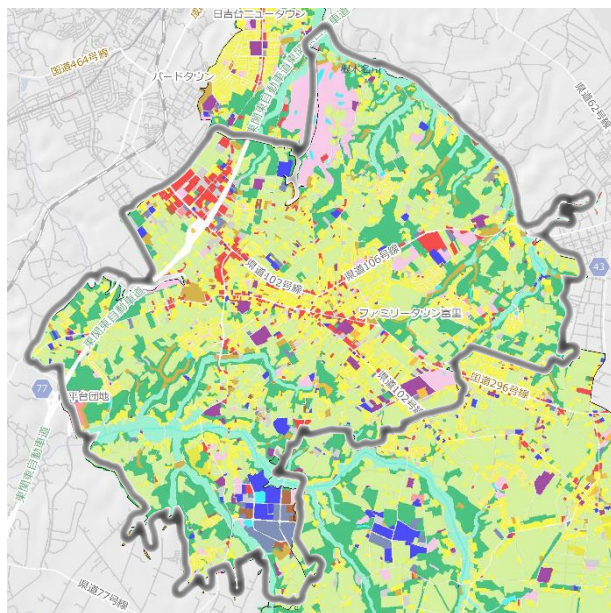 日吉台ニュータウン
国道464号線
バードタウン
東関東自動車道
県道62号線
43
県道106号線
県道102号線
ファミリータウン富里
東関東自動車道
77
平台団地
国道296号線
県道102号線
東関東自動車道
県道77号線